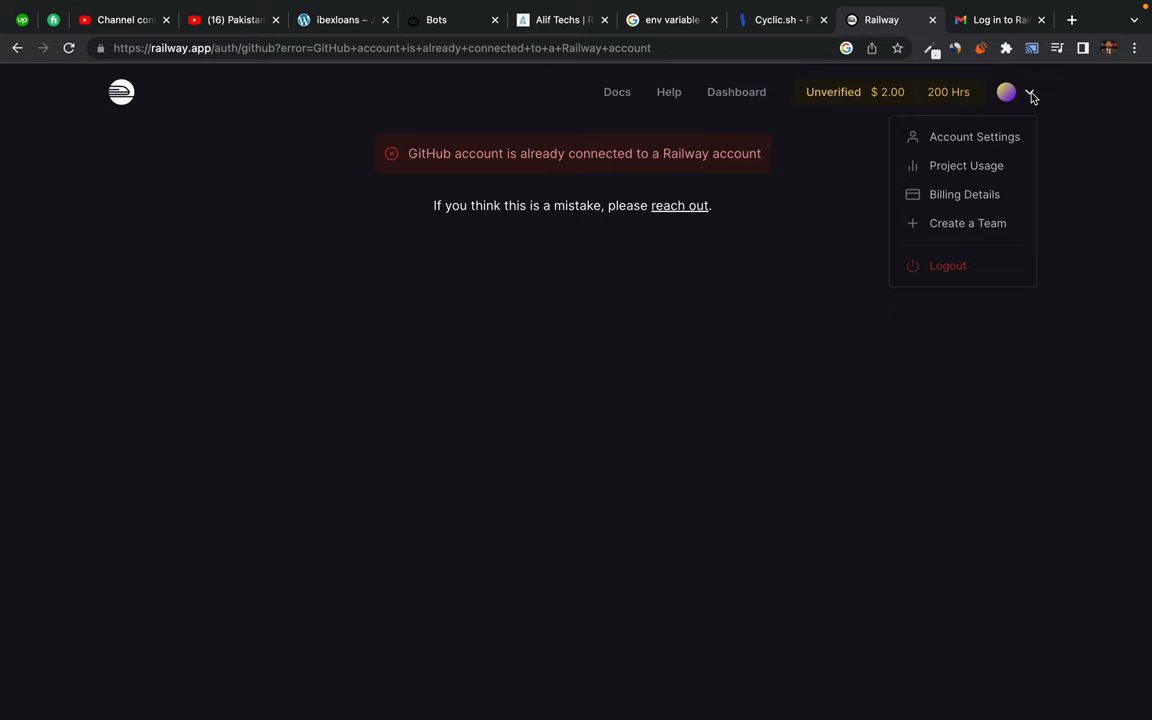 Channel con
(16) Pakistan
ibexloans – J
Bots
Alif Techs | R
env variable
Cyclic.sh - F
Railway
Log in to Rai
https://railway.app/auth/github?error=GitHub+account+is+already+connected+to+a+Railway+account
Docs Help Dashboard Unverified $ 2.00 200 Hrs
GitHub account is already connected to a Railway account
If you think this is a mistake, please reach out.
Account Settings
Project Usage
Billing Details
Create a Team
Logout